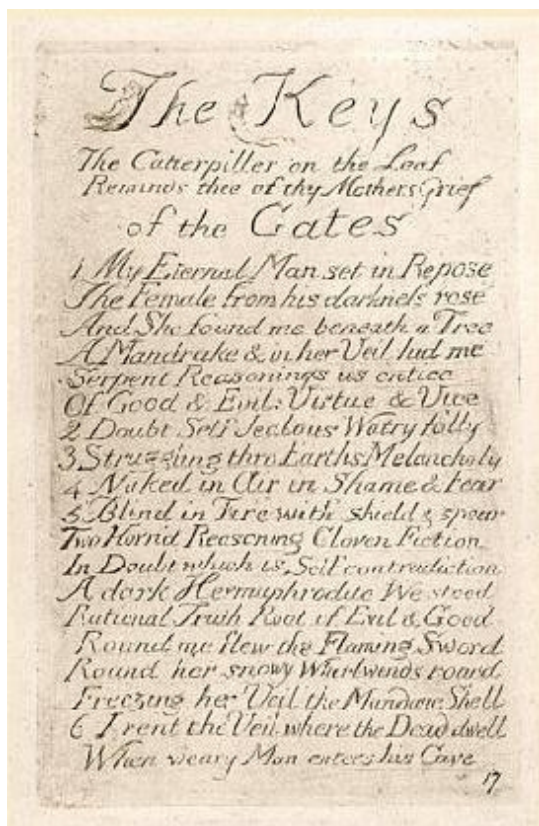 The Keys
The Catterpiller on the Leaf
Reminds thee of thy Mothers Grief
of the Gates
1 My Eternal Man set in Repose
The Female from his darkness rose
And She found me beneath a Tree
A Mandrake & in her Veil hid me
Serpent Reasonings us entice
Of Good & Evil: Virtue & Vice
2 Doubt Self Jealous Watry folly
3 Struggling thro Earths Melancholy
4 Naked in Air in Shame & Fear
5 Blind in Fire with shield & spear
Two Horn'd Reasoning Cloven Fiction
In Doubt which is Self contradiction
A dark Hermaphrodite We stood
Rational Truth Root of Evil & Good
Round me flew the Flaming Sword
Round her snowy Whirlwinds roard
Freezing her Veil the Mundane Shell
6 I rent the Veil where the Dead dwell
When weary Man enters his Cave
17